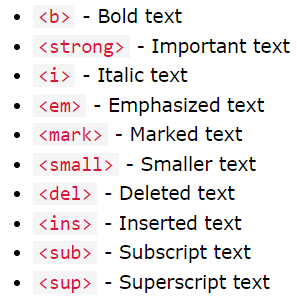 • <b> - Bold text
• <strong> - Important text
• <i> - Italic text
• <em> - Emphasized text
• <mark> - Marked text
• <small> - Smaller text
• <del> - Deleted text
• <ins> - Inserted text
• <sub> - Subscript text
• <sup> - Superscript text